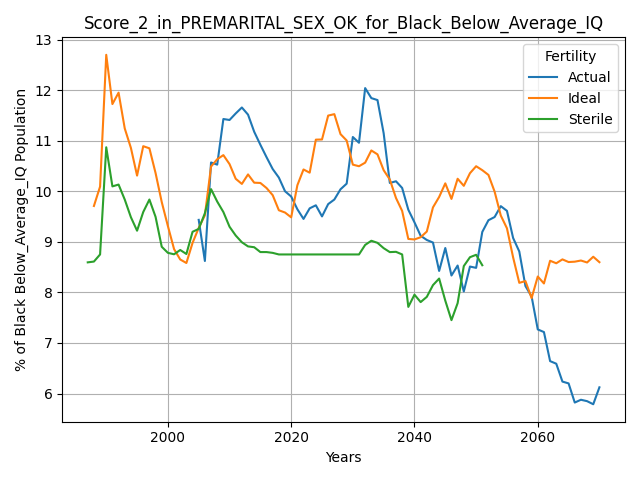 Score_2_in_PREMARITAL_SEX_OK_for_Black_Below_Average_IQ
% of Black Below_Average_IQ Population
13
12
11
10
9
8
7
6
Fertility
Actual
Ideal
Sterile
2000
2020
2040
2060
Years